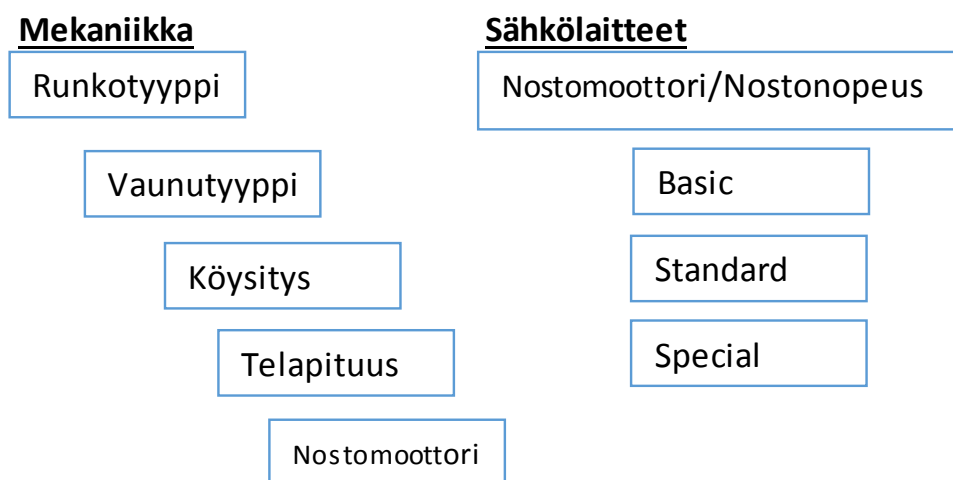 Mekaniikka
Runkotyyppi
Vaunutyyppi
Köysitys
Telapituus
Nostomoottori
Sähkölaitteet
Nostomoottori/Nostonopeus
Basic
Standard
Special